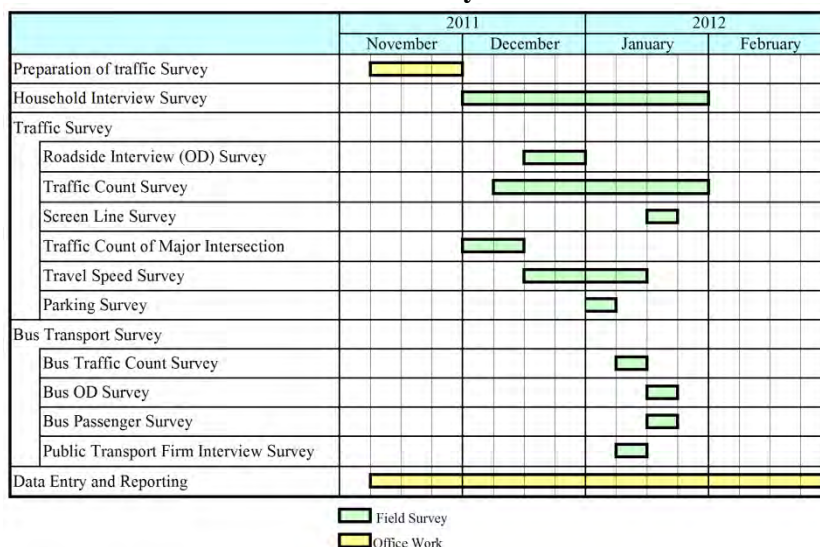 2011 2012
November December January February
Preparation of traffic Survey
Household Interview Survey
Traffic Survey
Roadside Interview (OD) Survey
Traffic Count Survey
Screen Line Survey
Traffic Count of Major Intersection
Travel Speed Survey
Parking Survey
Bus Transport Survey
Bus Traffic Count Survey
Bus OD Survey
Bus Passenger Survey
Public Transport Firm Interview Survey
Data Entry and Reporting
Field Survey
Office Work